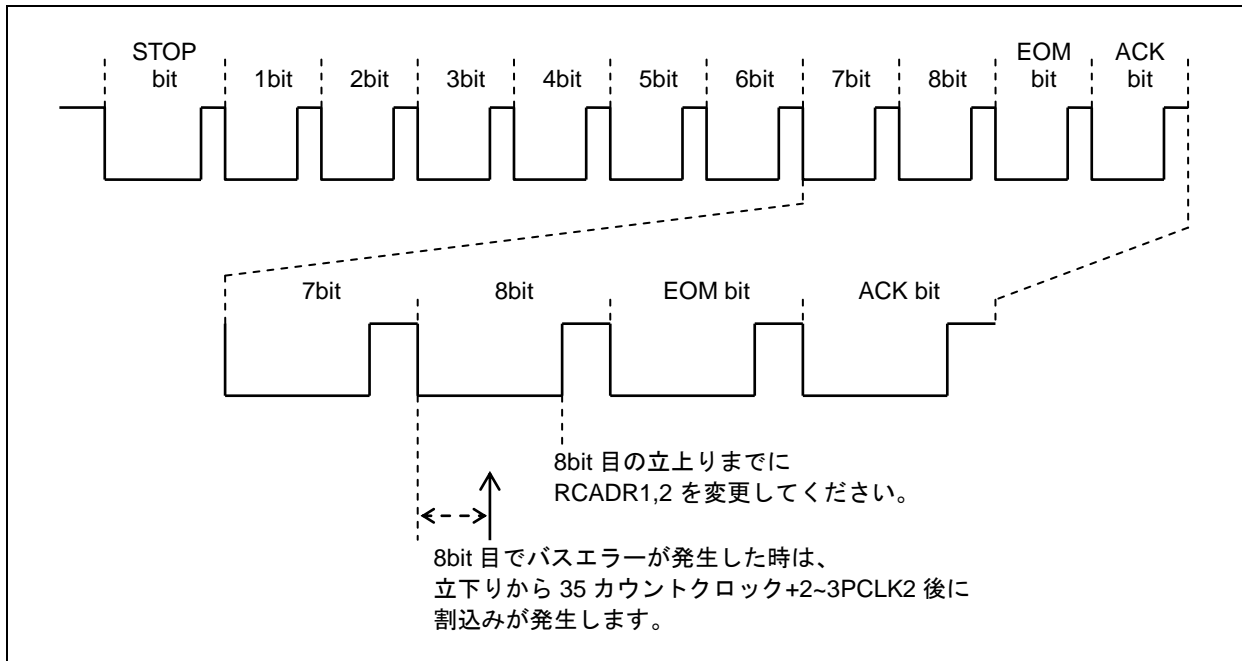 STOP bit 1bit 2bit 3bit 4bit 5bit 6bit 7bit 8bit EOM bit ACK bit
7bit 8bit EOM bit ACK bit
8bit 目の立上りまでに
RCADR1,2 を変更してください。
8bit 目でバスエラーが発生した時は、
立下りから 35 カウントクロック+2~3PCLK2 後に
割込みが発生します。